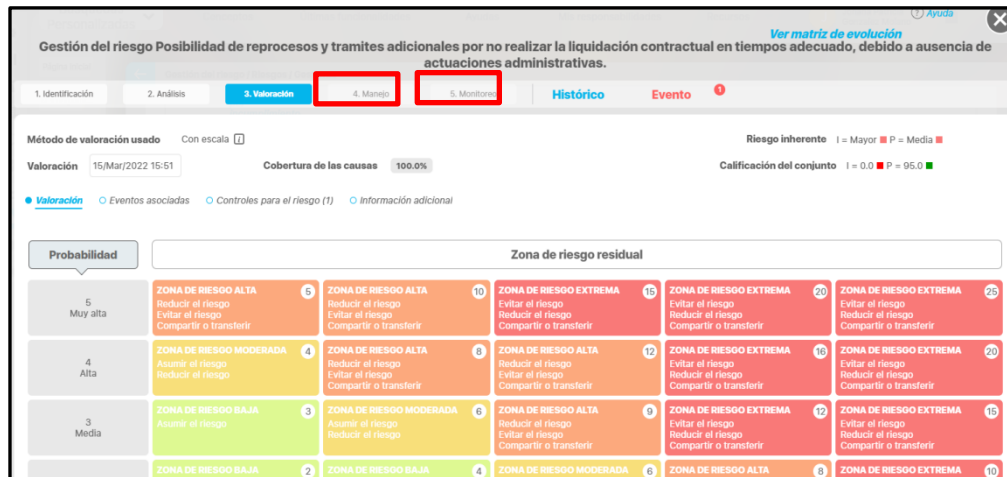 Ayuda
Ver matriz de evolución
Gestión del riesgo Posibilidad de reprocesos y tramites adicionales por no realizar la liquidación contractual en tiempos adecuado, debido a ausencia de
actuaciones administrativas.
1. Identificación 2. Análisis 3. Valoración 4. Manejo 5. Monitoreo Histórico Evento 1
Método de valoración usado Con escala i Riesgo inherente I = Mayor P = Media
Valoración 15/Mar/2022 15:51 Cobertura de las causas 100.0% Calificación del conjunto I = 0.0 P = 95.0
Valoración Eventos asociadas Controles para el riesgo (1) Información adicional
Probabilidad Zona de riesgo residual
5
Muy alta
ZONA DE RIESGO ALTA 5
Reducir el riesgo
Evitar el riesgo
Compartir o transferir
ZONA DE RIESGO ALTA 10
Reducir el riesgo
Evitar el riesgo
Compartir o transferir
ZONA DE RIESGO EXTREMA 15
Evitar el riesgo
Reducir el riesgo
Compartir o transferir
ZONA DE RIESGO EXTREMA 20
Evitar el riesgo
Reducir el riesgo
Compartir o transferir
ZONA DE RIESGO EXTREMA 25
Evitar el riesgo
Reducir el riesgo
Compartir o transferir
4
Alta
ZONA DE RIESGO MODERADA 4
Asumir el riesgo
Reducir el riesgo
ZONA DE RIESGO ALTA 8
Reducir el riesgo
Evitar el riesgo
Compartir o transferir
ZONA DE RIESGO ALTA 12
Reducir el riesgo
Evitar el riesgo
Compartir o transferir
ZONA DE RIESGO EXTREMA 16
Evitar el riesgo
Reducir el riesgo
Compartir o transferir
ZONA DE RIESGO EXTREMA 20
Evitar el riesgo
Reducir el riesgo
Compartir o transferir
3
Media
ZONA DE RIESGO BAJA 3
Asumir el riesgo
ZONA DE RIESGO MODERADA 6
Asumir el riesgo
Reducir el riesgo
ZONA DE RIESGO ALTA 9
Reducir el riesgo
Evitar el riesgo
Compartir o transferir
ZONA DE RIESGO EXTREMA 12
Evitar el riesgo
Reducir el riesgo
Compartir o transferir
ZONA DE RIESGO EXTREMA 15
Evitar el riesgo
Reducir el riesgo
Compartir o transferir
ZONA DE RIESGO BAJA 2
ZONA DE RIESGO BAJA 4
ZONA DE RIESGO MODERADA 6
ZONA DE RIESGO ALTA 8
ZONA DE RIESGO EXTREMA 10